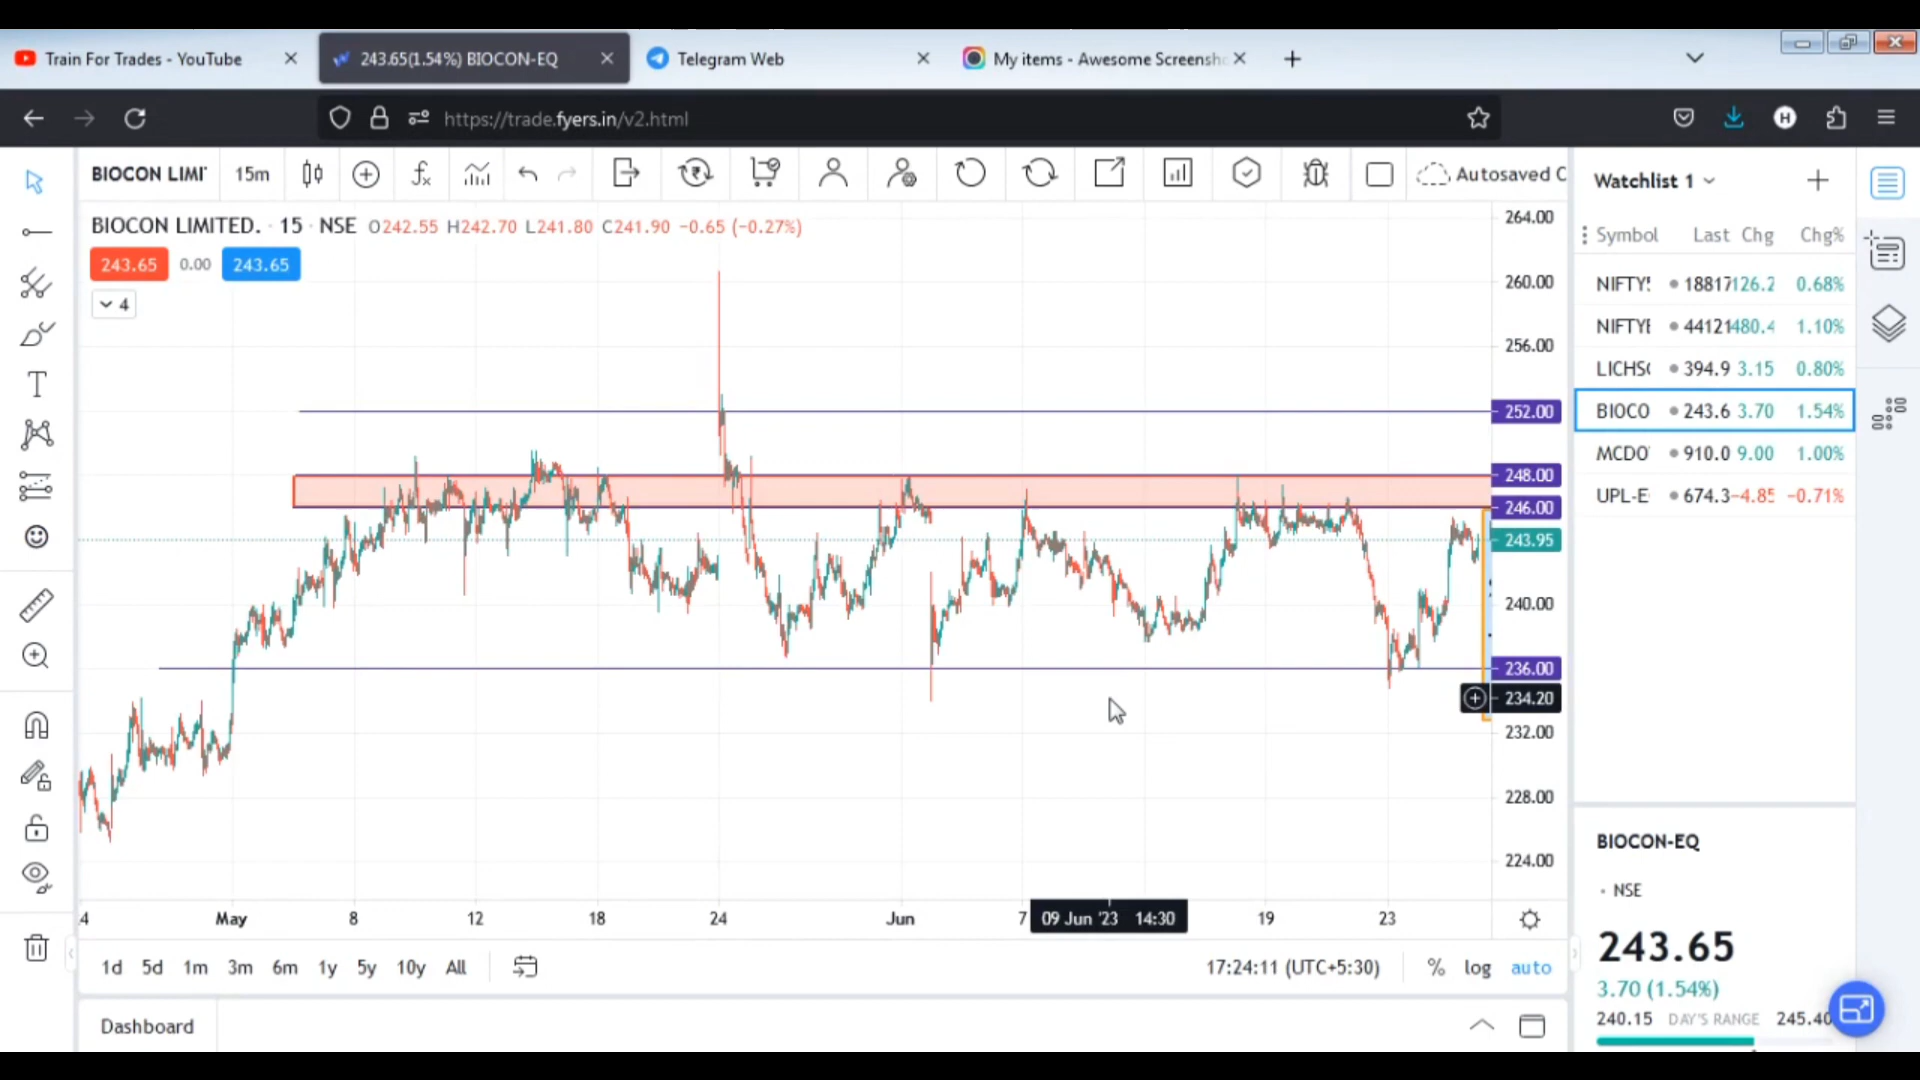 Train For Trades - YouTube
243.65(1.54%) BIOCON-EQ
Telegram Web
My items - Awesome Screensh
https://trade.fyers.in/v2.html
H
BIOCON LIMI
15m
Autosaved C
BIOCON LIMITED. · 15 · NSE O242.55 H242.70 L241.80 C241.90 −0.65 (−0.27%)
243.65 0.00 243.65
4
264.00
260.00
256.00
252.00
248.00
246.00
243.95
240.00
236.00
234.20
232.00
228.00
224.00
4 May 8 12 18 24 Jun 7 09 Jun '23 14:30 19 23
1d 5d 1m 3m 6m 1y 5y 10y All
17:24:11 (UTC+5:30) % log auto
Dashboard
Watchlist 1
Symbol Last Chg Chg%
NIFTY 18817 126.2 0.68%
NIFTY 44121 480.4 1.10%
LICHS 394.9 3.15 0.80%
BIOCO 243.6 3.70 1.54%
MCDO 910.0 9.00 1.00%
UPL-E 674.3 −4.85 −0.71%
BIOCON-EQ
NSE
243.65
3.70 (1.54%)
240.15 DAY'S RANGE 245.40